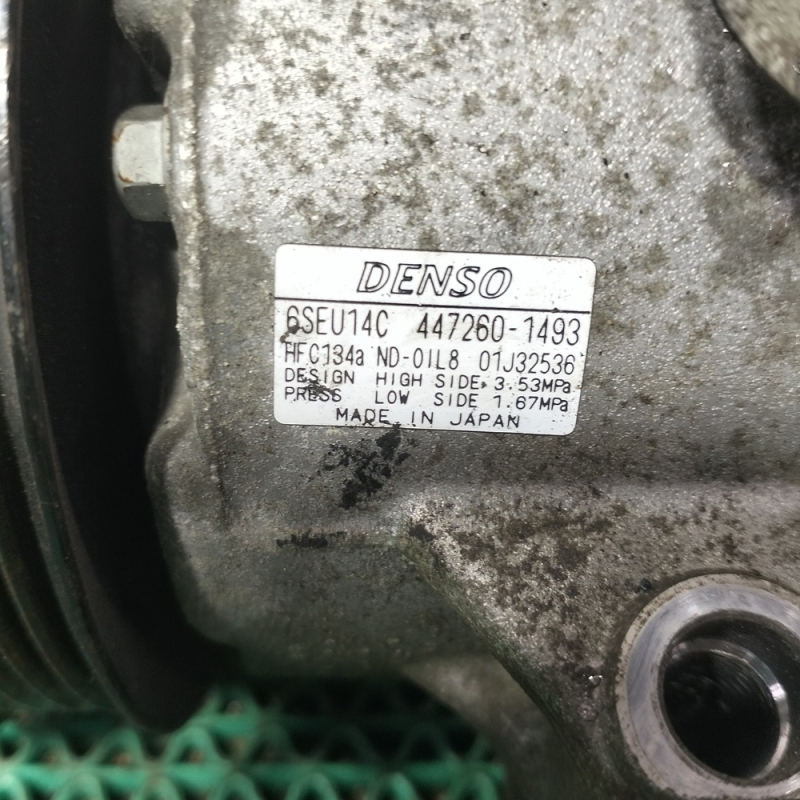 DENSO
6SEU14C 447260-1493
HFC134a ND-OIL8 01J32536
DESIGN HIGH SIDE 3.53MPa
PRESS LOW SIDE 1.67MPa
MADE IN JAPAN